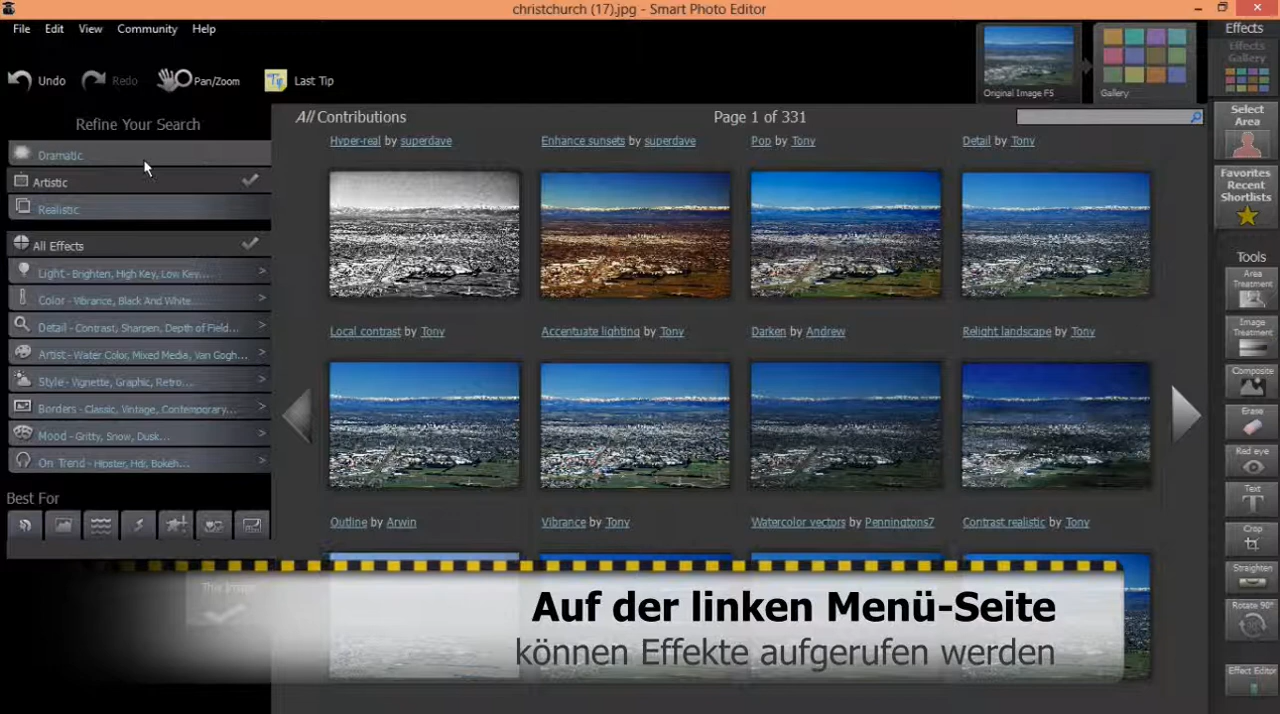 christchurch (17).jpg - Smart Photo Editor
File Edit View Community Help
Undo Redo Pan/Zoom Tip Last Tip
Original Image F5
Gallery
Effects
Effects
Gallery
Select
Area
Favorites
Recent
Shortlists
Tools
Area
Treatment
Image
Treatment
Composite
Erase
Red eye
Text
Crop
Straighten
Rotate 90°
Effect Editor
Refine Your Search
Dramatic
Artistic
Realistic
All Effects
Light - Brighten, High Key, Low Key... >
Color - Vibrance, Black And White... >
Detail - Contrast, Sharpen, Depth of Field... >
Artist - Water Color, Mixed Media, Van Gogh... >
Style - Vignette, Graphic, Retro... >
Borders - Classic, Vintage, Contemporary... >
Mood - Gritty, Snow, Dusk... >
On Trend - Hipster, Hdr, Bokeh... >
Best For
This Image
All Contributions Page 1 of 331
Hyper-real by superdave Enhance sunsets by superdave Pop by Tony Detail by Tony
Local contrast by Tony Accentuate lighting by Tony Darken by Andrew Relight landscape by Tony
Outline by Arwin Vibrance by Tony Watercolor vectors by Penningtons7 Contrast realistic by Tony
Auf der linken Menü-Seite
können Effekte aufgerufen werden